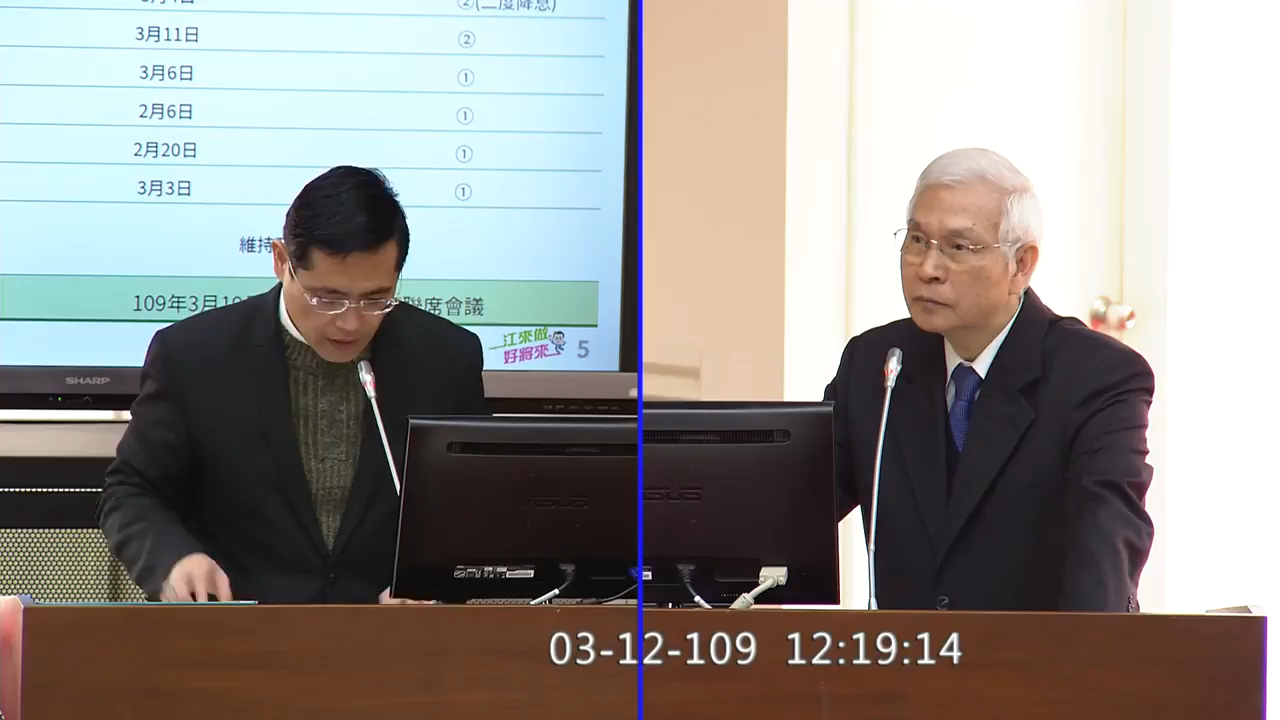 ②(二度降息)
3月11日 ②
3月6日 ①
2月6日 ①
2月20日 ①
3月3日 ①
維持
109年3月19 聯席會議
江來做
好將來
5
SHARP
ASUS
ASUS
03-12-109 12:19:14